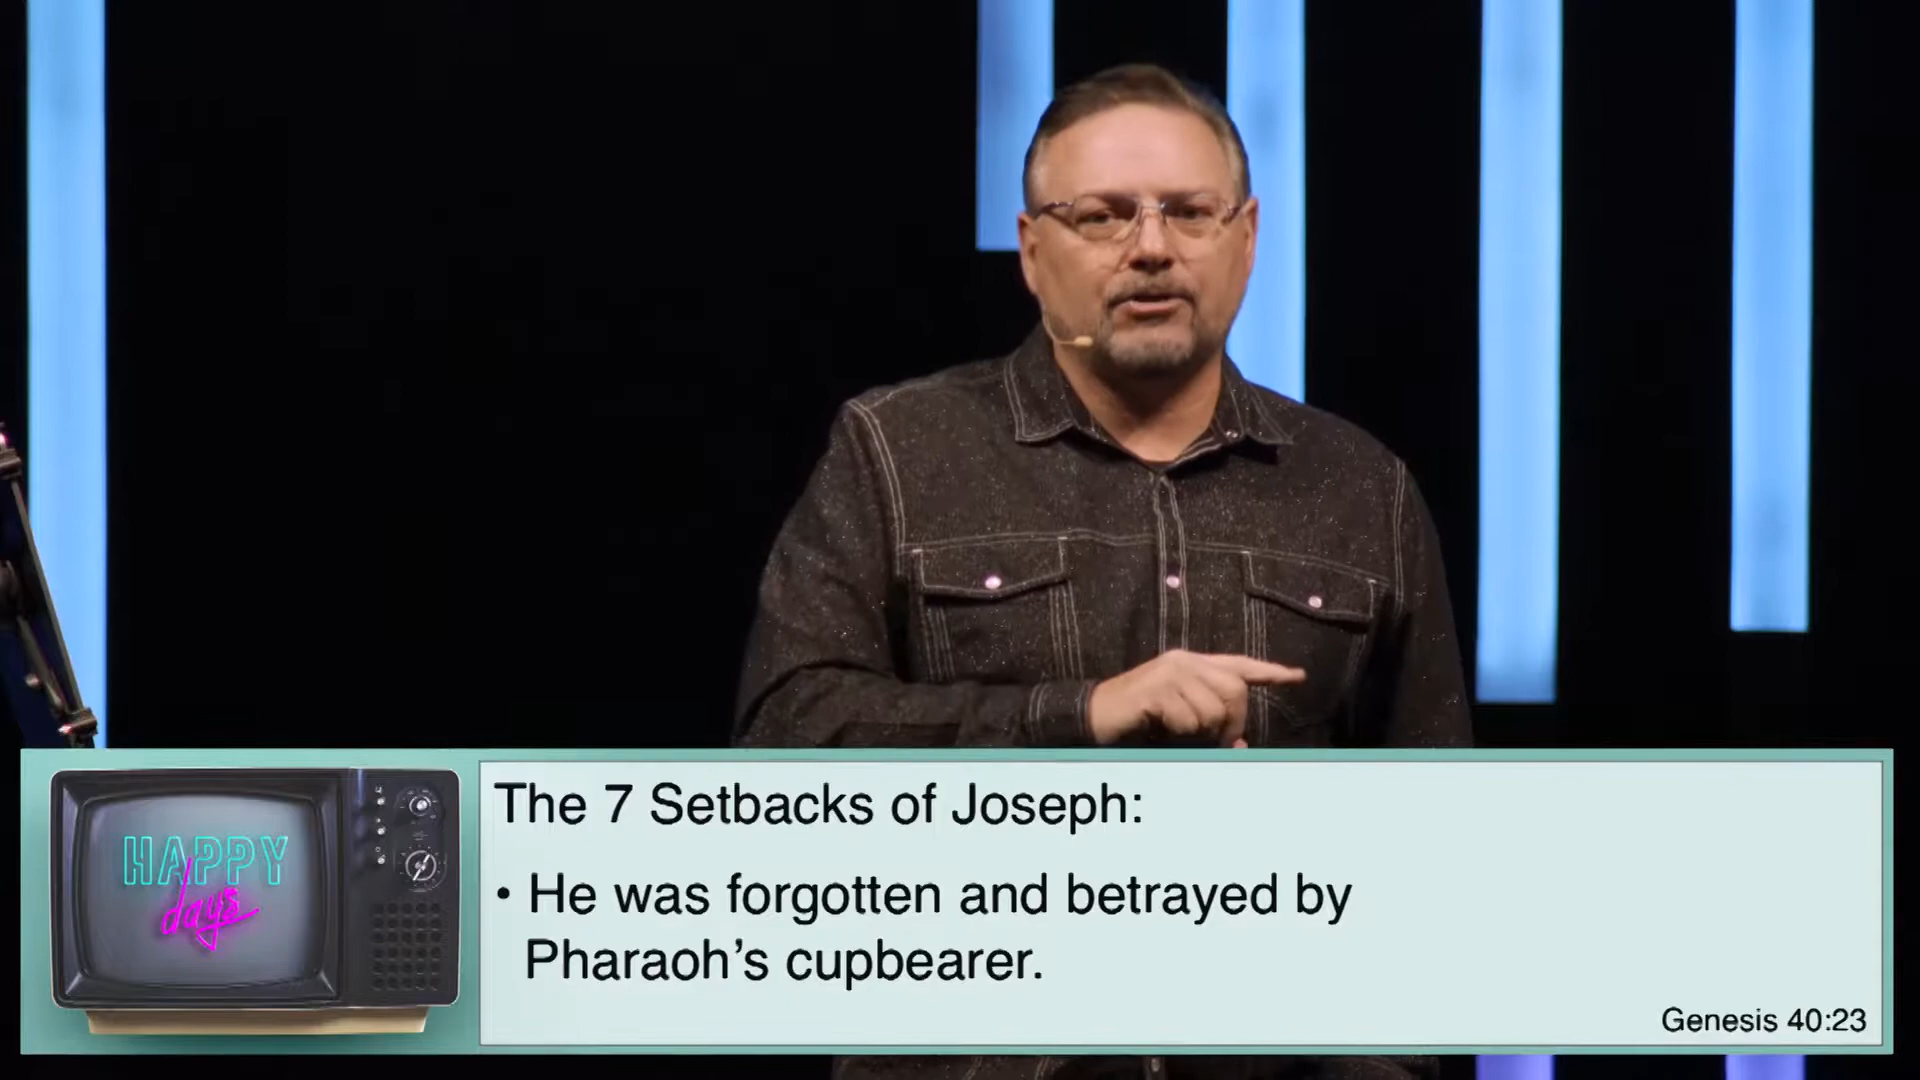 The 7 Setbacks of Joseph:
• He was forgotten and betrayed by
Pharaoh’s cupbearer.
Genesis 40:23
HAPPY
days